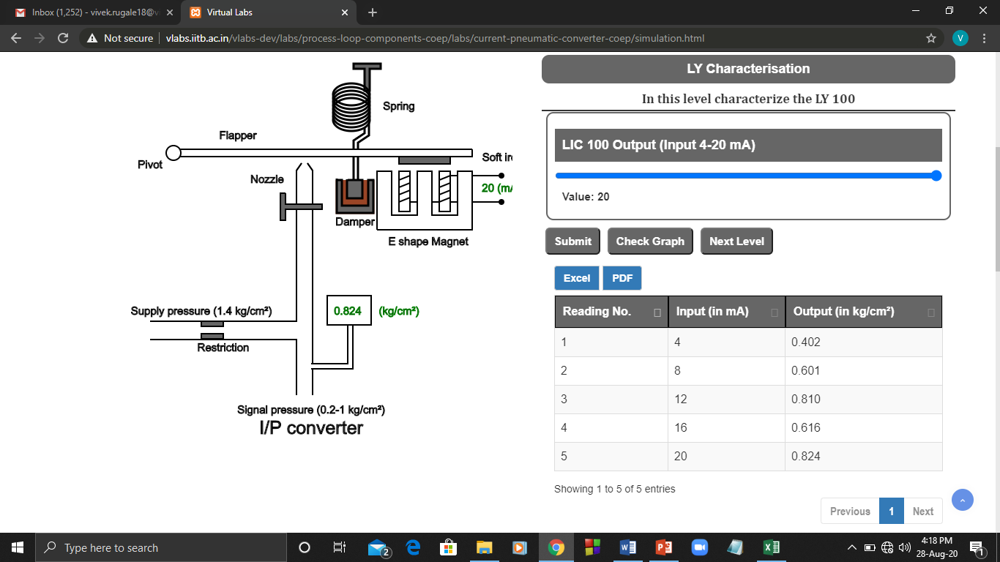 Inbox (1,252) - vivek.rugale18@v
Virtual Labs
Not secure | vlabs.iitb.ac.in/vlabs-dev/labs/process-loop-components-coep/labs/current-pneumatic-converter-coep/simulation.html
V
Spring
Flapper
Pivot
Soft ir
Nozzle
20 (m
Damper
E shape Magnet
Supply pressure (1.4 kg/cm²)
0.824 (kg/cm²)
Restriction
Signal pressure (0.2-1 kg/cm²)
I/P converter
LY Characterisation
In this level characterize the LY 100
LIC 100 Output (Input 4-20 mA)
Value: 20
Submit Check Graph Next Level
Excel PDF
Reading No. Input (in mA) Output (in kg/cm²)
1 4 0.402
2 8 0.601
3 12 0.810
4 16 0.616
5 20 0.824
Showing 1 to 5 of 5 entries
Previous 1 Next
Type here to search
2
4:18 PM
28-Aug-20
1